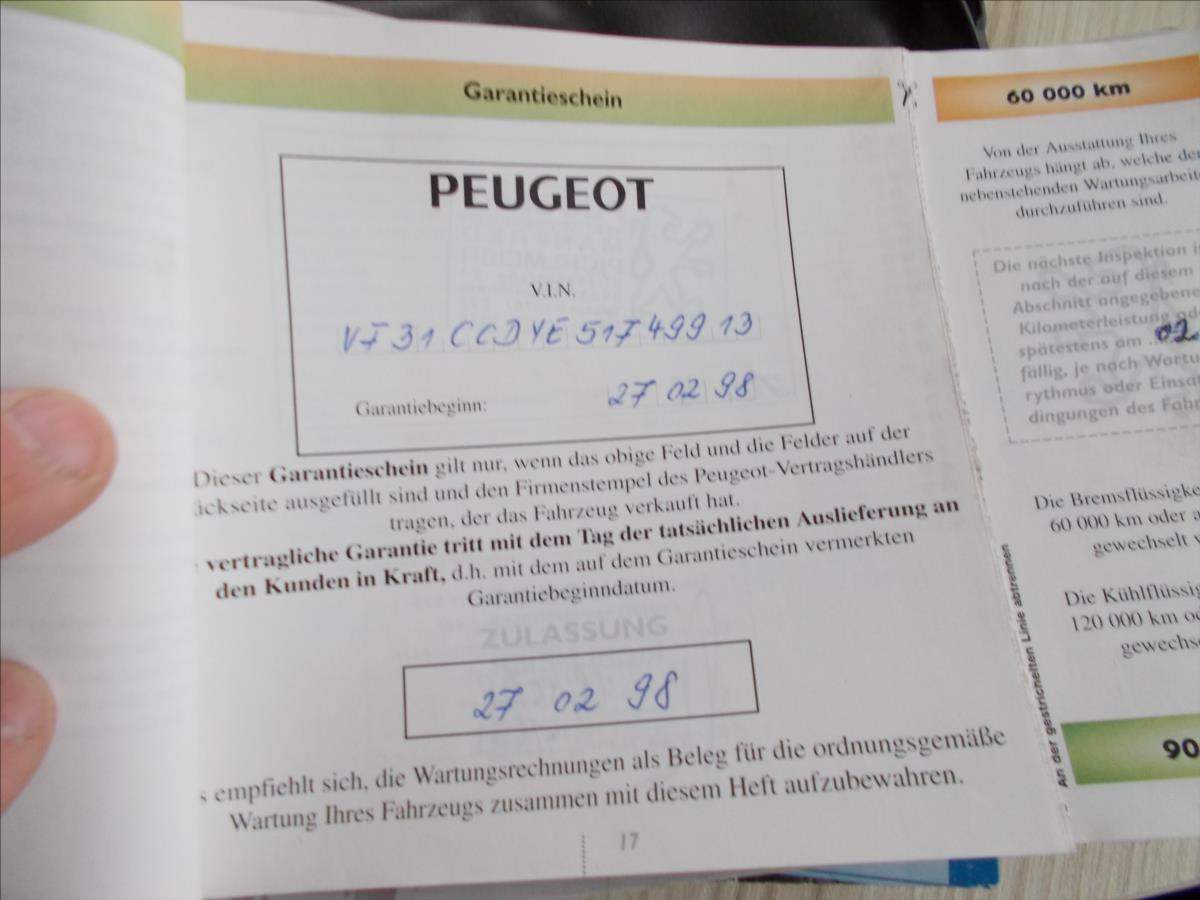 Garantieschein
PEUGEOT
V.I.N.
VF31CCDYE51749913
Garantiebeginn: 27 02 98
Dieser Garantieschein gilt nur, wenn das obige Feld und die Felder auf der
ückseite ausgefüllt sind und den Firmenstempel des Peugeot-Vertragshändlers
tragen, der das Fahrzeug verkauft hat.
vertragliche Garantie tritt mit dem Tag der tatsächlichen Auslieferung an
den Kunden in Kraft, d.h. mit dem auf dem Garantieschein vermerkten
Garantiebeginndatum.
ZULASSUNG
27 02 98
s empfiehlt sich, die Wartungsrechnungen als Beleg für die ordnungsgemäße
Wartung Ihres Fahrzeugs zusammen mit diesem Heft aufzubewahren.
17
An der gestrichelten Linie abtrennen
60 000 km
Von der Ausstattung Ihres
Fahrzeugs hängt ab, welche der
nebenstehenden Wartungsarbeite
durchzuführen sind.
Die nächste Inspektion i
nach der auf diesem
Abschnitt angegebene
Kilometerleistung od
spätestens am 02
fällig, je nach Wartu
rythmus oder Einsat
dingungen des Fahr
Die Bremsflüssigke
60 000 km oder a
gewechselt
Die Kühlflüssig
120 000 km o
gewechse
90